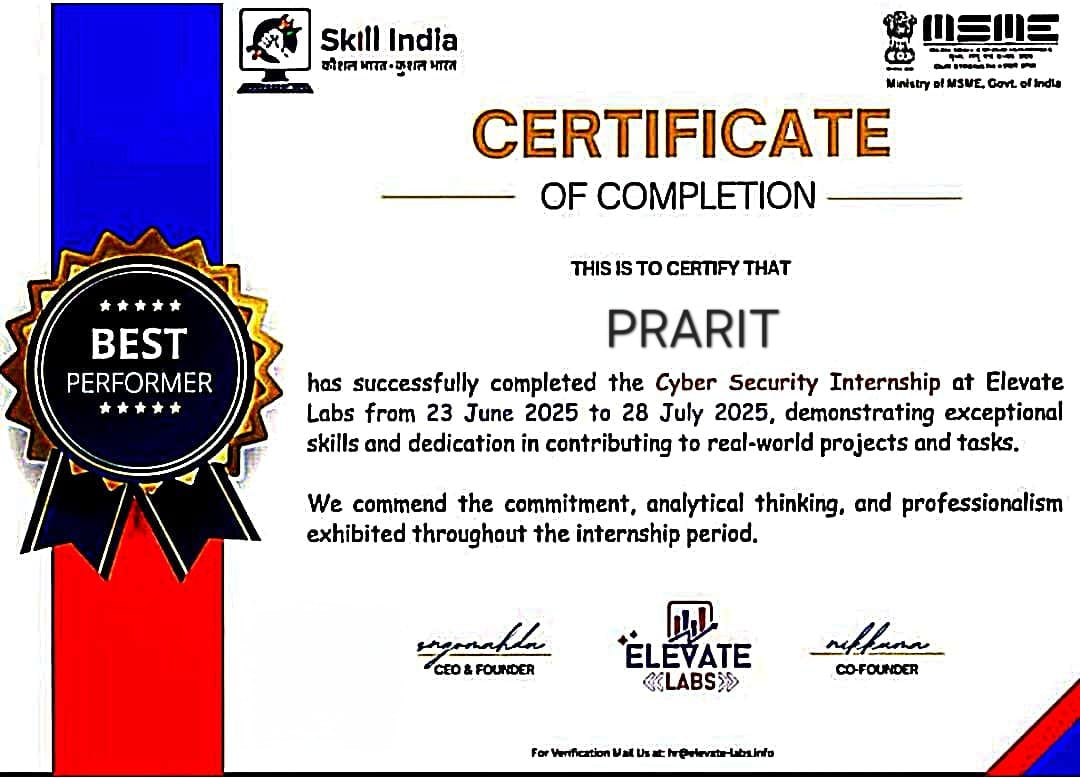 Skill India
कौशल भारत - कुशल भारत
MSME
Ministry of MSME, Govt. of India
CERTIFICATE
OF COMPLETION
THIS IS TO CERTIFY THAT
PRARIT
has successfully completed the Cyber Security Internship at Elevate
Labs from 23 June 2025 to 28 July 2025, demonstrating exceptional
skills and dedication in contributing to real-world projects and tasks.
We commend the commitment, analytical thinking, and professionalism
exhibited throughout the internship period.
BEST
PERFORMER
CEO & FOUNDER
ELEVATE
LABS
CO-FOUNDER
For Verification Mail Us at: hr@elevate-labs.info